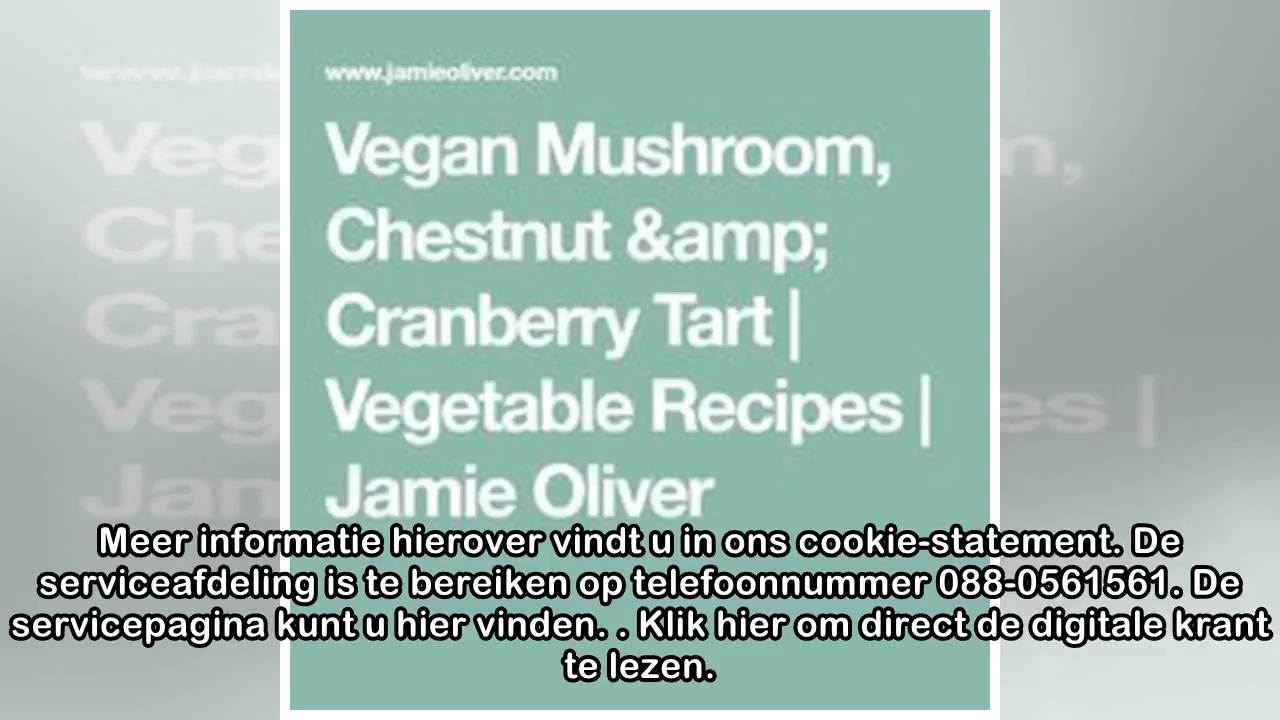 www.jamieoliver.com
Vegan Mushroom,
Chestnut &amp;
Cranberry Tart |
Vegetable Recipes |
Jamie Oliver
Meer informatie hierover vindt u in ons cookie-statement. De
serviceafdeling is te bereiken op telefoonnummer 088-0561561. De
servicepagina kunt u hier vinden. . Klik hier om direct de digitale krant
te lezen.